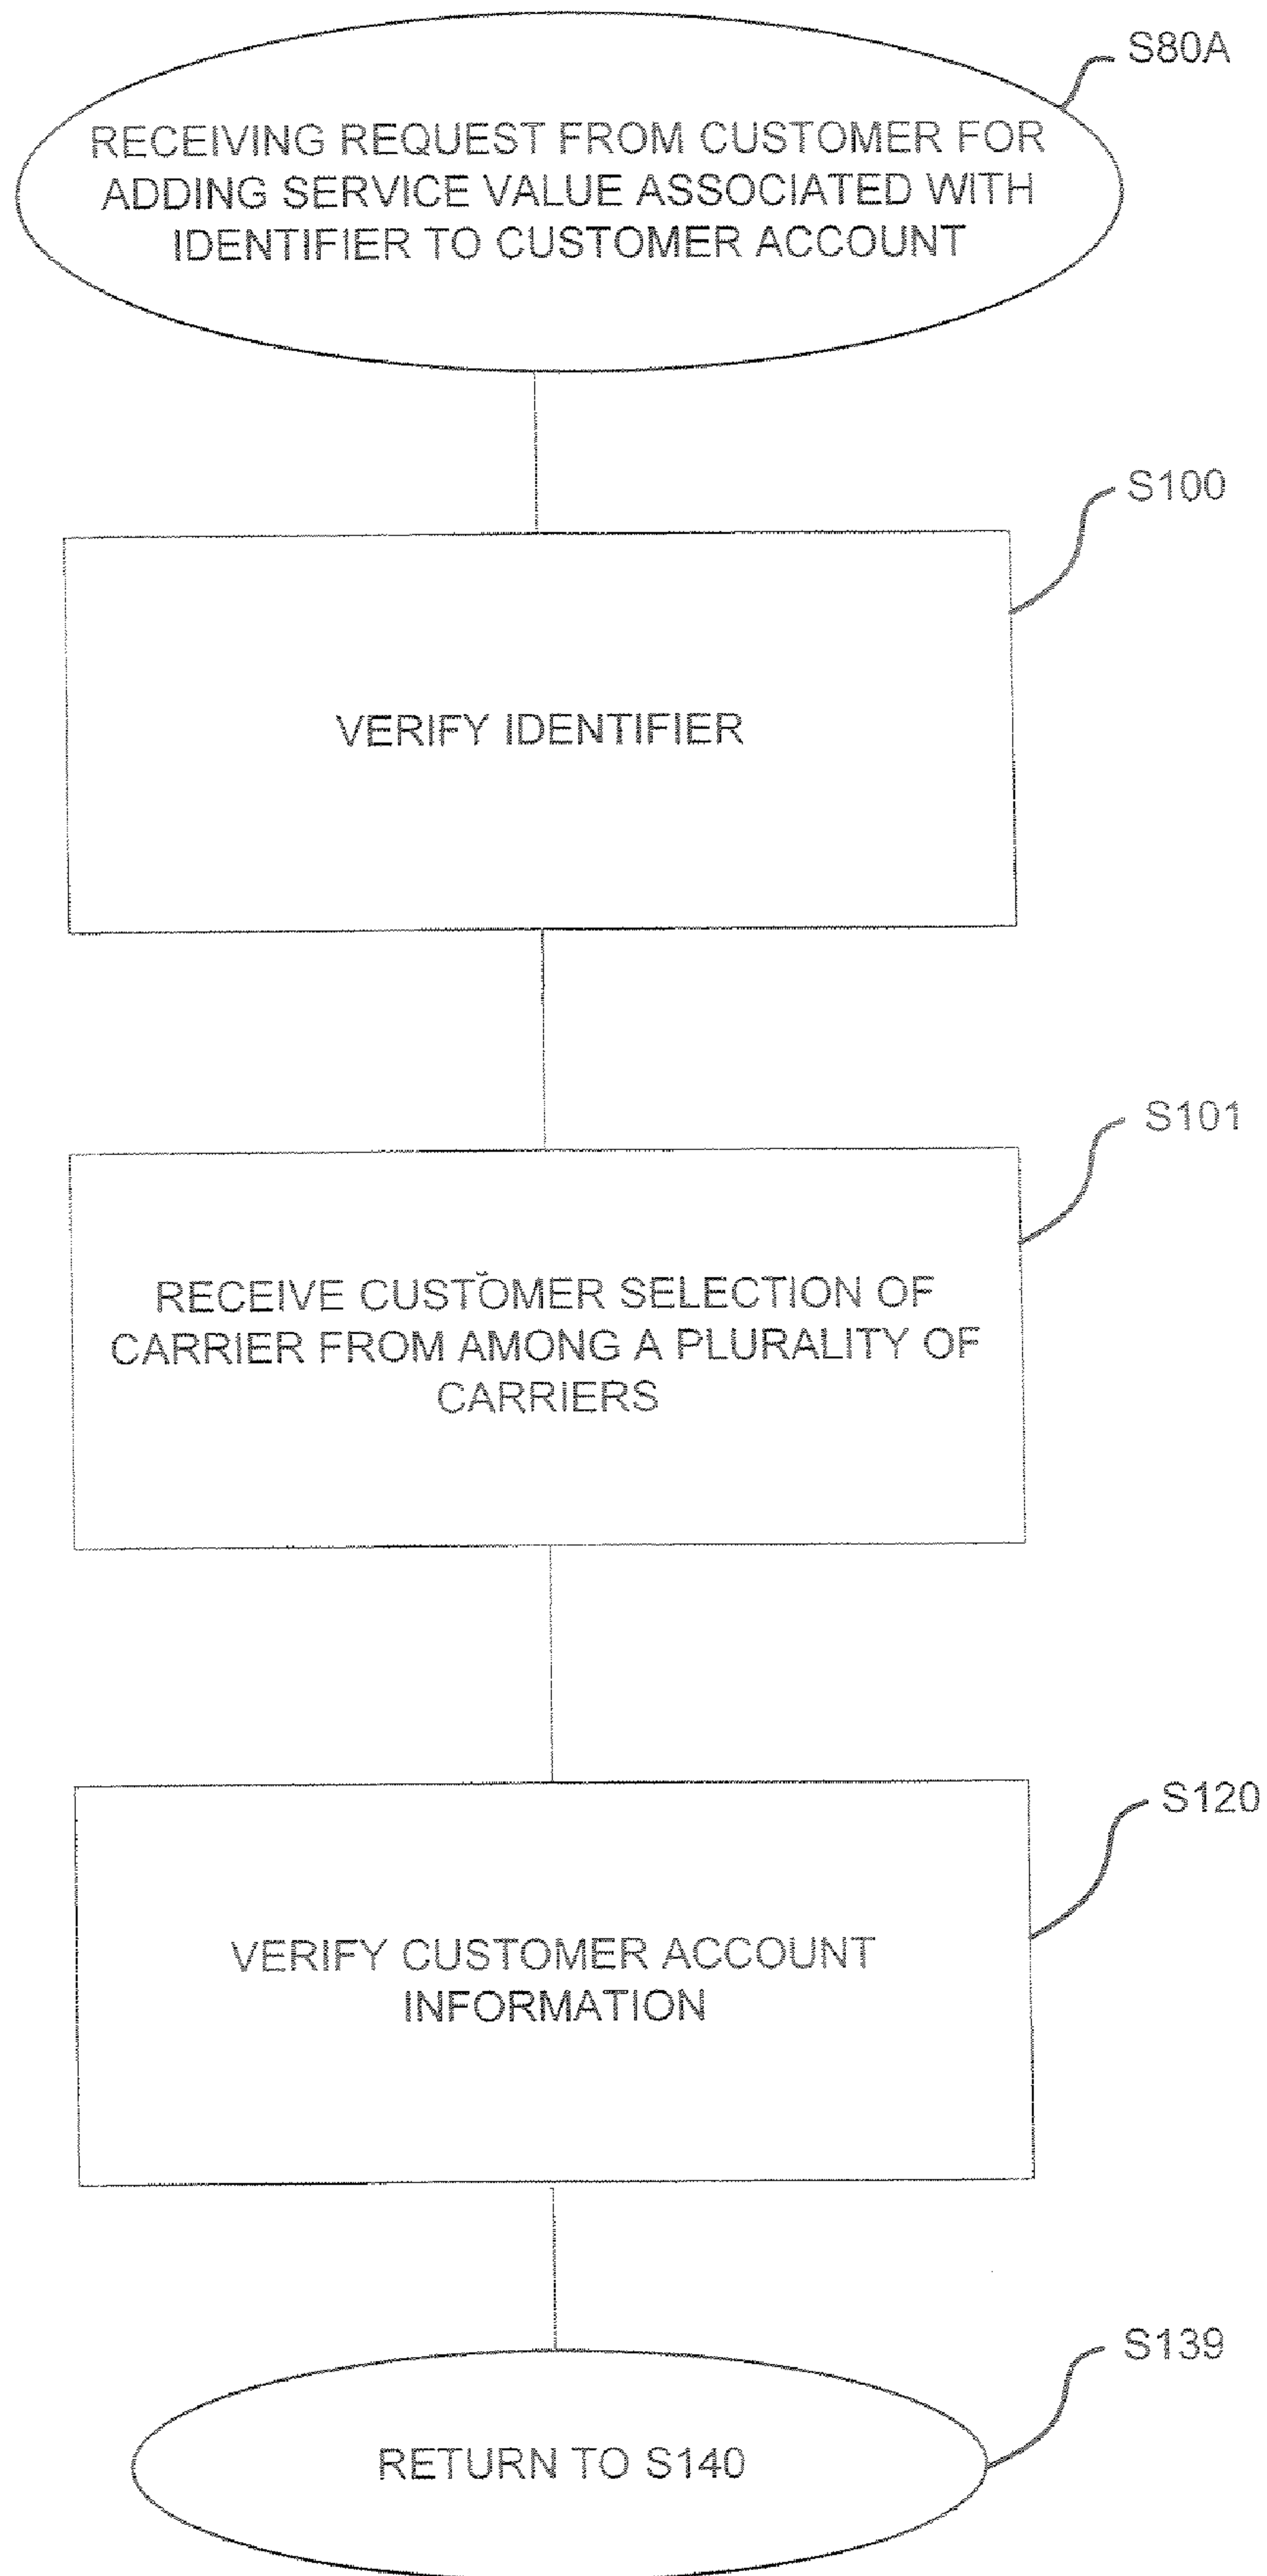 S80A
RECEIVING REQUEST FROM CUSTOMER FOR
ADDING SERVICE VALUE ASSOCIATED WITH
IDENTIFIER TO CUSTOMER ACCOUNT
S100
VERIFY IDENTIFIER
S101
RECEIVE CUSTOMER SELECTION OF
CARRIER FROM AMONG A PLURALITY OF
CARRIERS
S120
VERIFY CUSTOMER ACCOUNT
INFORMATION
S139
RETURN TO S140